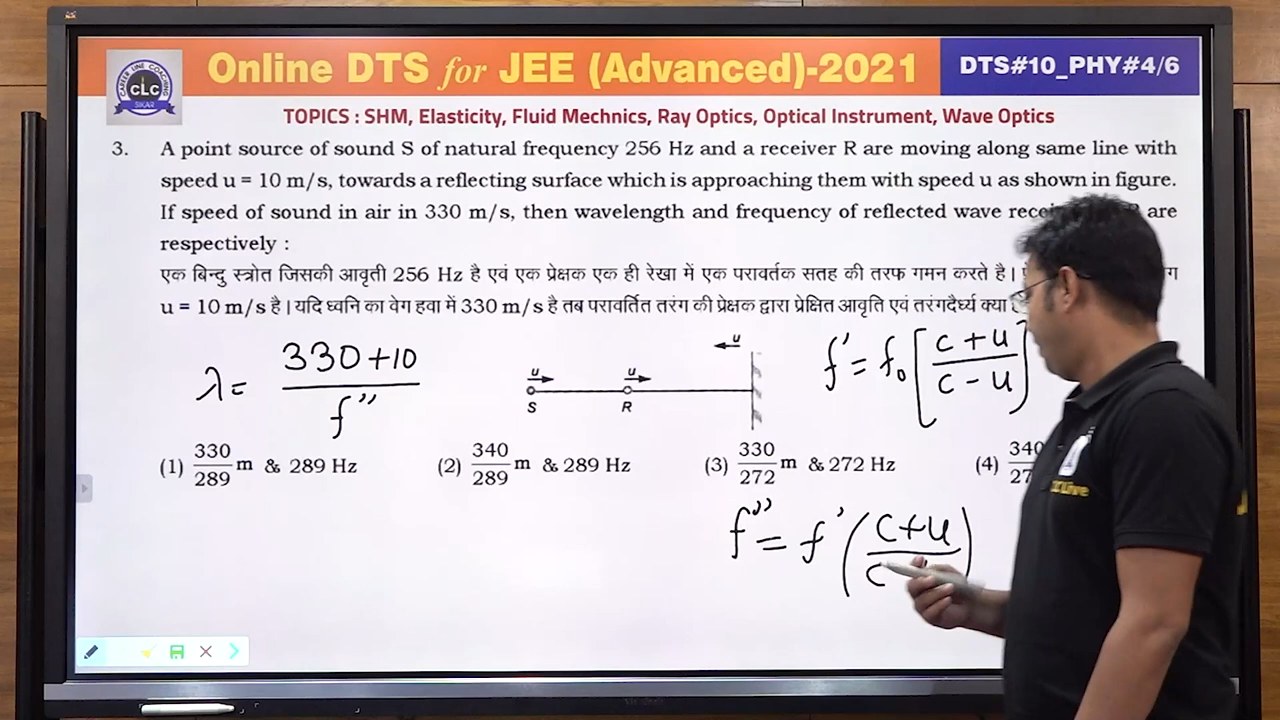 Online DTS for JEE (Advanced)-2021
DTS#10_PHY#4/6
CAREER LINE COACHING
CLC
SIKAR
TOPICS : SHM, Elasticity, Fluid Mechnics, Ray Optics, Optical Instrument, Wave Optics
3. A point source of sound S of natural frequency 256 Hz and a receiver R are moving along same line with
speed u = 10 m/s, towards a reflecting surface which is approaching them with speed u as shown in figure.
If speed of sound in air in 330 m/s, then wavelength and frequency of reflected wave are
respectively :
एक बिन्दु स्त्रोत जिसकी आवृती 256 Hz है एवं एक प्रेक्षक एक ही रेखा में एक परावर्तक सतह की तरफ गमन करते है।
u = 10 m/s है। यदि ध्वनि का वेग हवा में 330 m/s है तब परावर्तित तरंग की प्रेक्षक द्वारा प्रेक्षित आवृति एवं तरंगदैर्ध्य क्या
λ = 330+10 / f''
u u u
S R
f' = f₀ [c+u / c-u]
(1) 330/289 m & 289 Hz (2) 340/289 m & 289 Hz (3) 330/272 m & 272 Hz (4) 340
f'' = f' (c+u / c